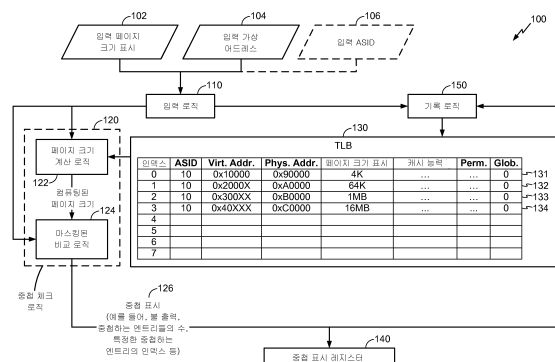 102
104
106
100
입력 페이지
크기 표시
입력 가상
어드레스
입력 ASID
110
150
입력 로직
기록 로직
120
130
TLB
페이지 크기
계산 로직
122
컴퓨팅된
페이지 크기
124
마스킹된
비교 로직
중첩 체크
로직
인덱스 ASID Virt. Addr. Phys. Addr. 페이지 크기 표시 캐시 능력 Perm. Glob.
0 10 0x10000 0x90000 4K ... ... 0 131
1 10 0x2000X 0xA0000 64K ... ... 0 132
2 10 0x300XX 0xB0000 1MB ... ... 0 133
3 10 0x40XXX 0xC0000 16MB ... ... 0 134
4
5
6
7
126
중첩 표시
(예를 들어, 불 출력,
중첩하는 엔트리들의 수,
특정한 중첩하는
엔트리의 인덱스 등)
140
중첩 표시 레지스터